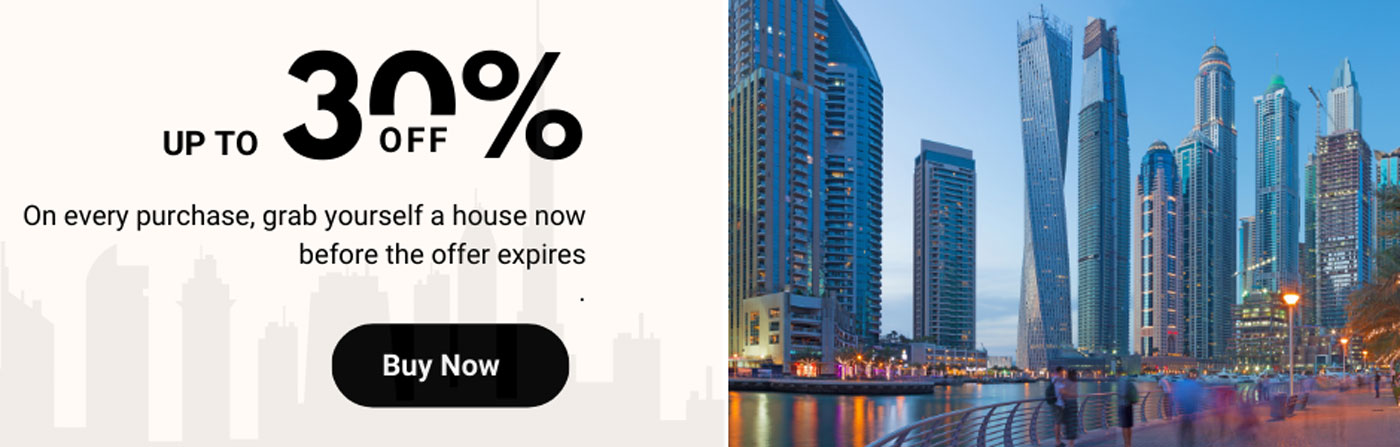 UP TO 30%
OFF
On every purchase, grab yourself a house now
before the offer expires
.
Buy Now